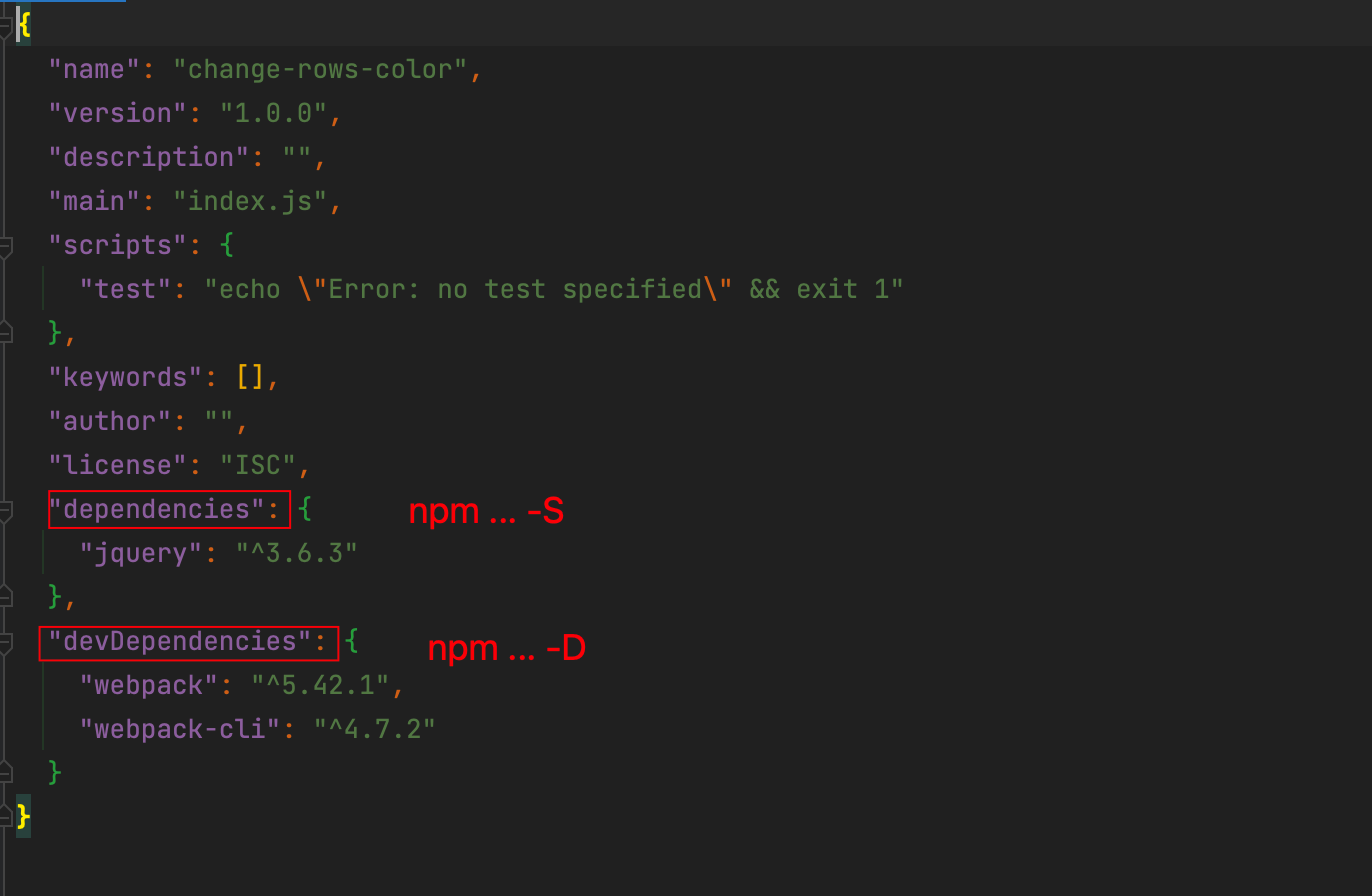 {
"name": "change-rows-color",
"version": "1.0.0",
"description": "",
"main": "index.js",
"scripts": {
"test": "echo \"Error: no test specified\" && exit 1"
},
"keywords": [],
"author": "",
"license": "ISC",
"dependencies": { npm ... -S
"jquery": "^3.6.3"
},
"devDependencies": { npm ... -D
"webpack": "^5.42.1",
"webpack-cli": "^4.7.2"
}
}